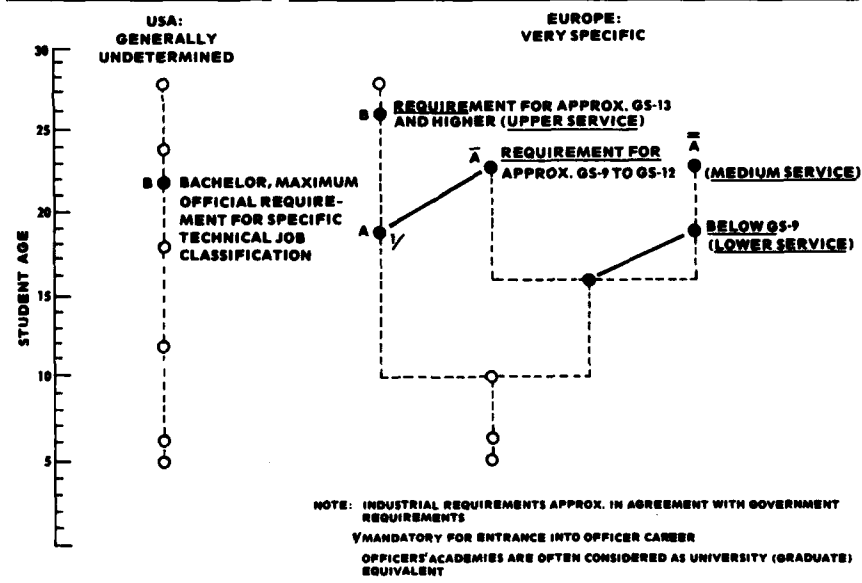 USA:
GENERALLY
UNDETERMINED
EUROPE:
VERY SPECIFIC
30
25
20
15
10
5
STUDENT AGE
B
BACHELOR, MAXIMUM
OFFICIAL REQUIRE-
MENT FOR SPECIFIC
TECHNICAL JOB
CLASSIFICATION
B
REQUIREMENT FOR APPROX. GS-13
AND HIGHER (UPPER SERVICE)
A
1/
A̅
REQUIREMENT FOR
APPROX. GS-9 TO GS-12
A̿
(MEDIUM SERVICE)
BELOW GS-9
(LOWER SERVICE)
NOTE: INDUSTRIAL REQUIREMENTS APPROX. IN AGREEMENT WITH GOVERNMENT
REQUIREMENTS
1/MANDATORY FOR ENTRANCE INTO OFFICER CAREER
OFFICERS' ACADEMIES ARE OFTEN CONSIDERED AS UNIVERSITY (GRADUATE)
EQUIVALENT